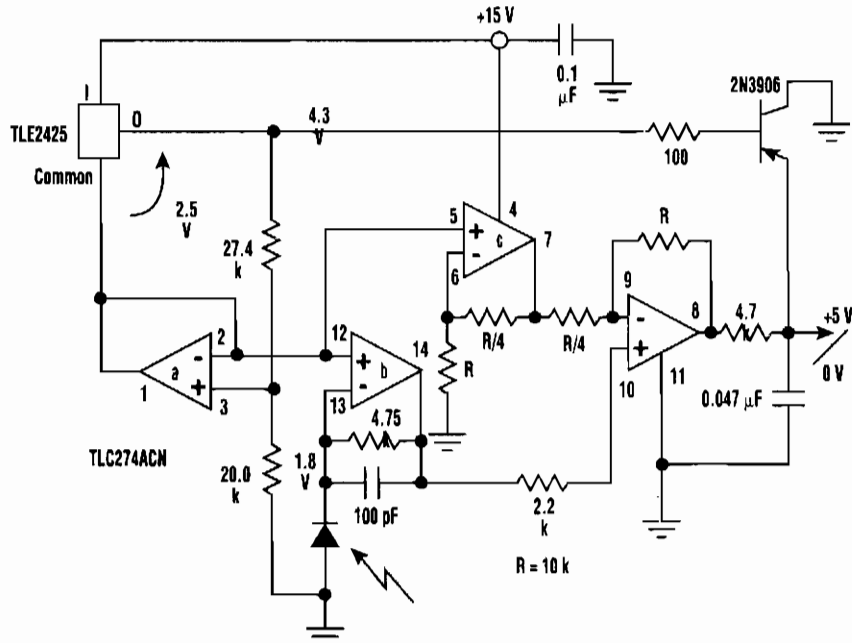 +15 V
0.1
µF
2N3906
I
O
TLE2425
4.3
V
100
Common
2.5
V
27.4
k
5
4
7
+
c
-
6
R
9
8
4.7
k
+5 V
0 V
R/4
R/4
-
+
10
11
0.047 µF
R
2
-
a
+
1
3
12
14
+
b
-
13
4.75
k
TLC274ACN
20.0
k
1.8
V
100 pF
2.2
k
R = 10 k